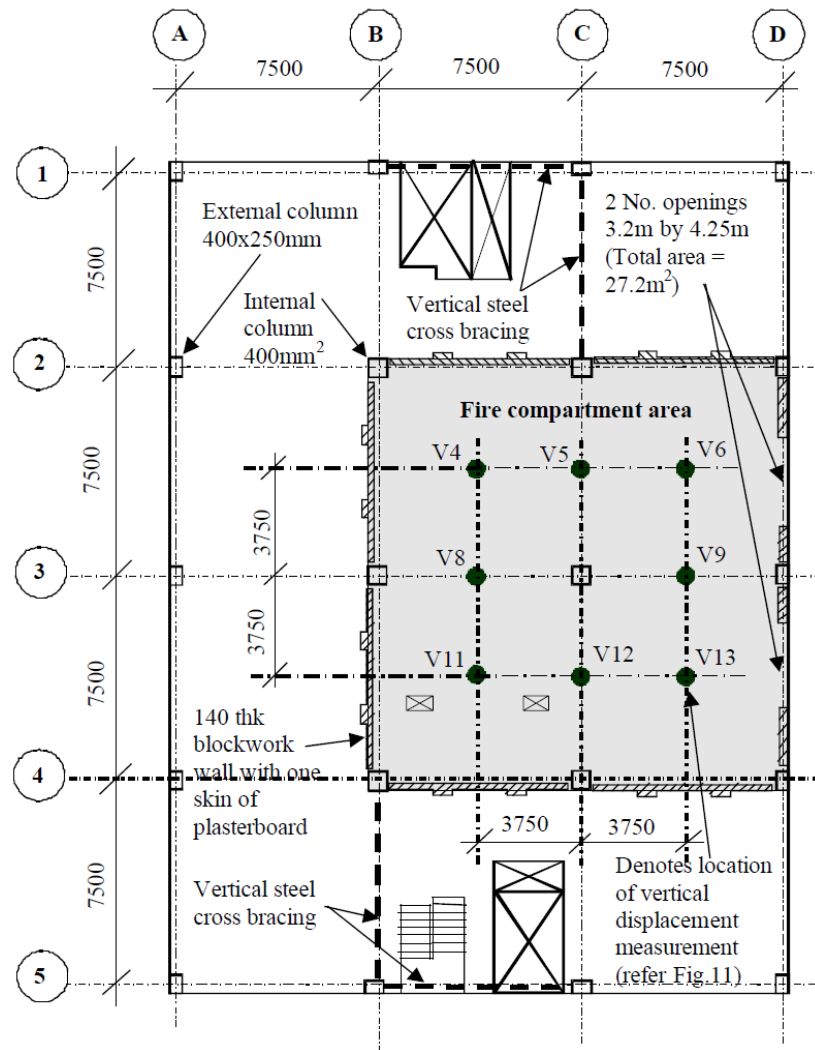 A
B
C
D
7500
7500
7500
1
External column
400x250mm
2 No. openings
3.2m by 4.25m
(Total area =
27.2m²)
7500
Internal
column
400mm²
Vertical steel
cross bracing
2
Fire compartment area
V4
V5
V6
7500
3750
3
V8
V9
3750
V11
V12
V13
7500
140 thk
blockwork
wall with one
skin of
plasterboard
4
3750
3750
Denotes location
of vertical
displacement
measurement
(refer Fig.11)
7500
Vertical steel
cross bracing
5